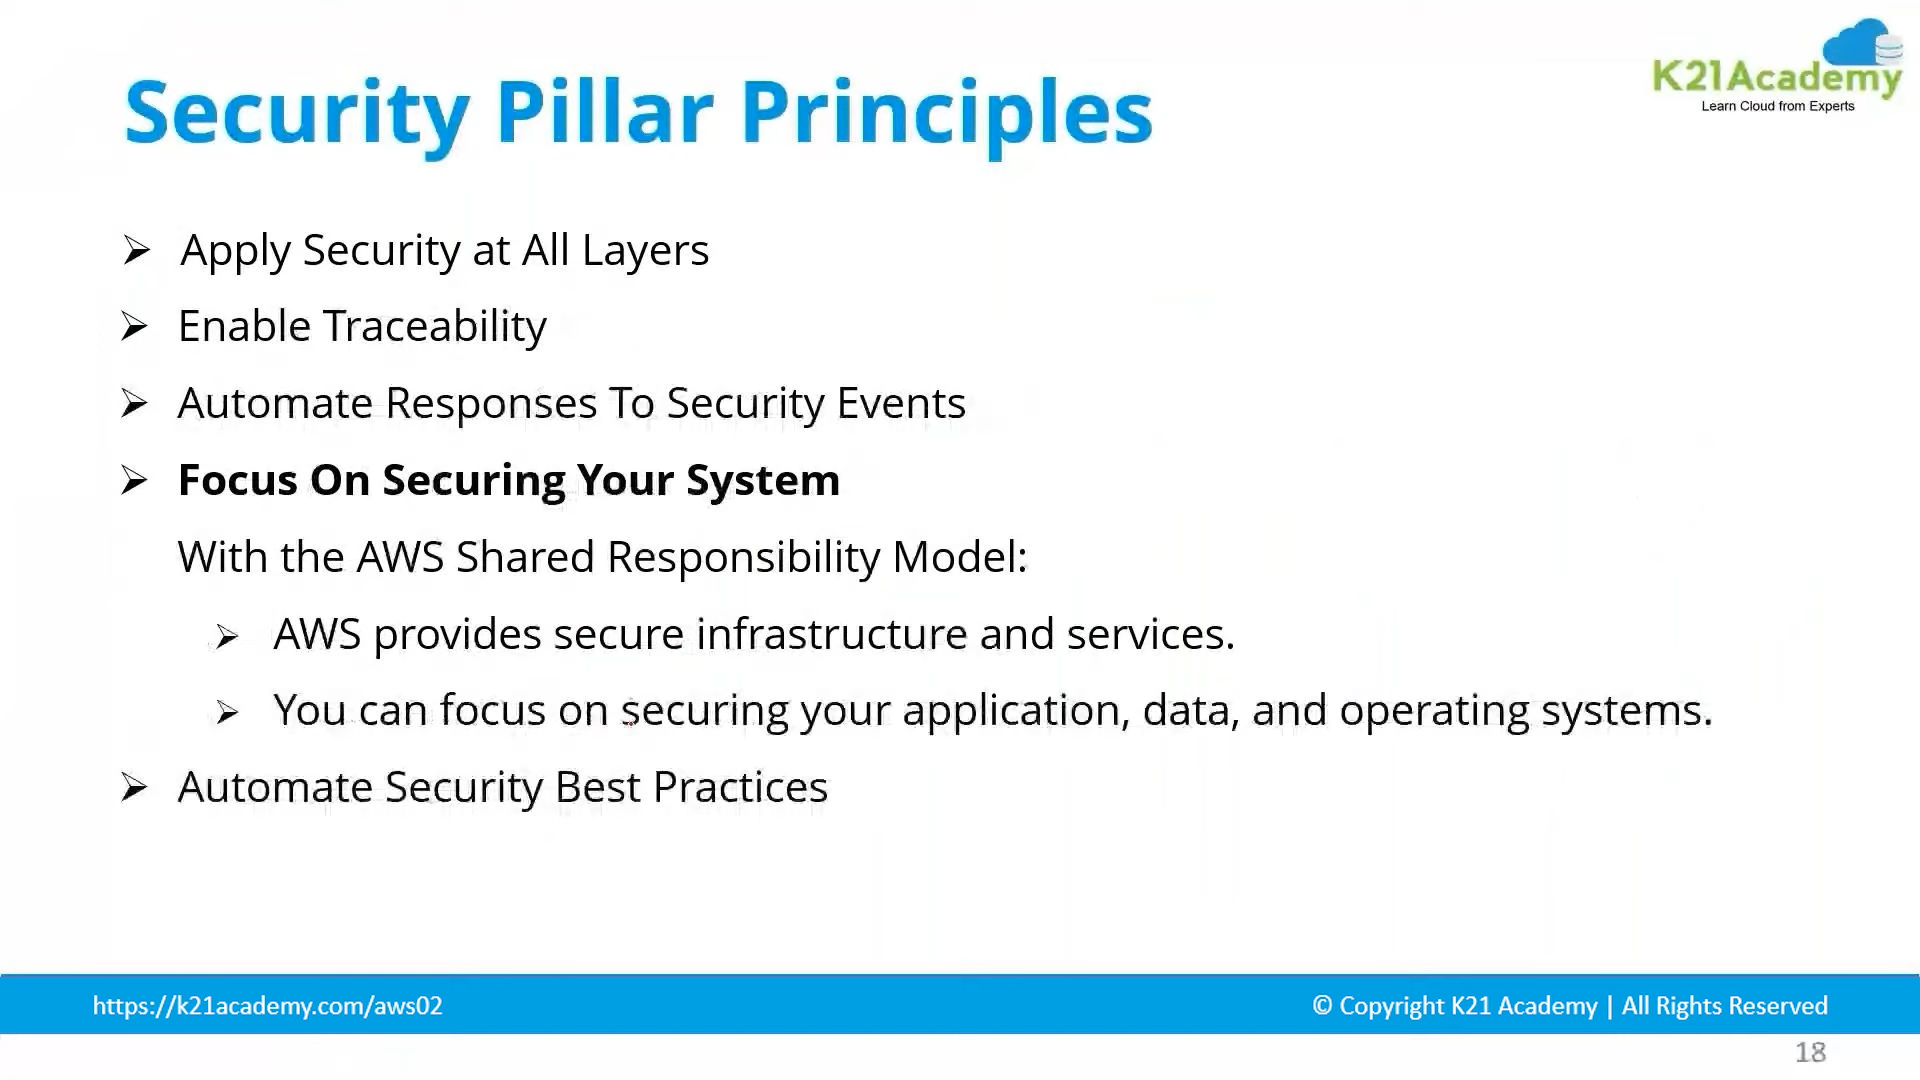 K21Academy
Learn Cloud from Experts
Security Pillar Principles
Apply Security at All Layers
Enable Traceability
Automate Responses To Security Events
Focus On Securing Your System
With the AWS Shared Responsibility Model:
AWS provides secure infrastructure and services.
You can focus on securing your application, data, and operating systems.
Automate Security Best Practices
https://k21academy.com/aws02
© Copyright K21 Academy | All Rights Reserved
18